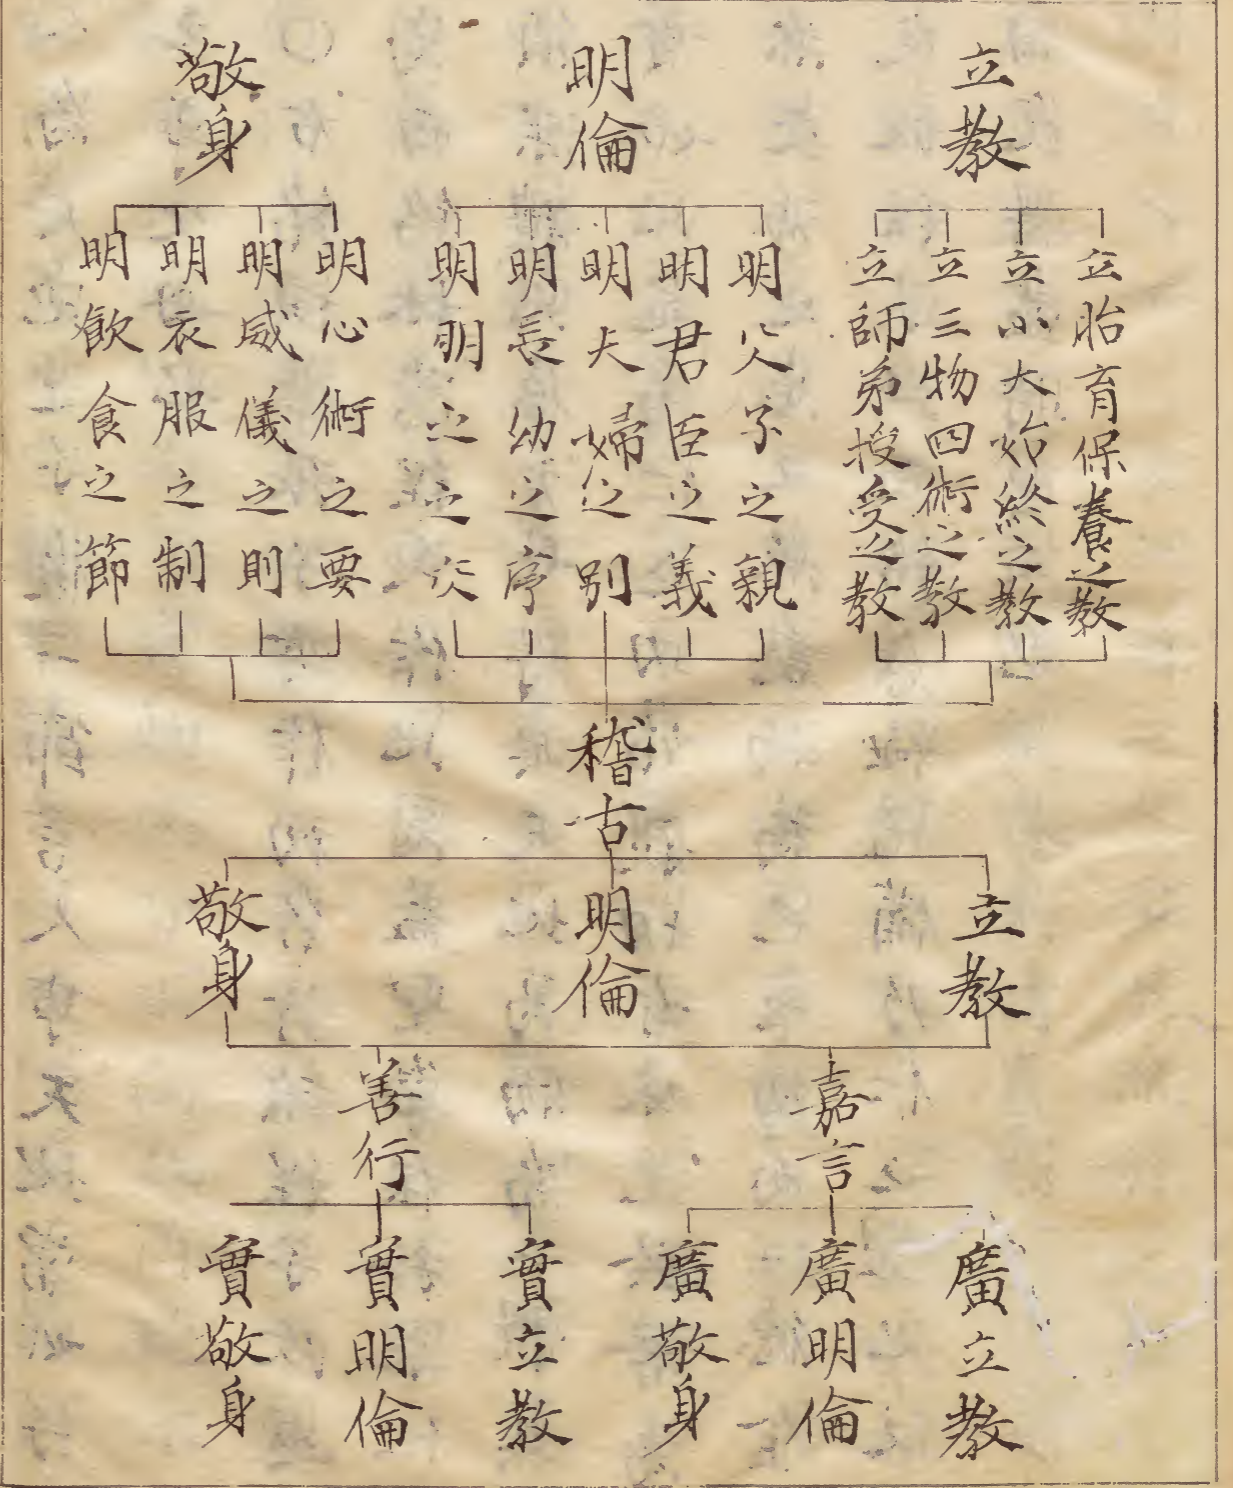 立教
明倫
敬身
立胎育保養之教
立小大始終之教
立三物四術之教
立師弟授受之教
明父子之親
明君臣之義
明夫婦之別
明長幼之序
明明之之交
明心術之要
明威儀之則
明衣服之制
明飲食之節
稽古
立教
明倫
敬身
嘉言
善行
廣立教
廣明倫
廣敬身
實立教
實明倫
實敬身